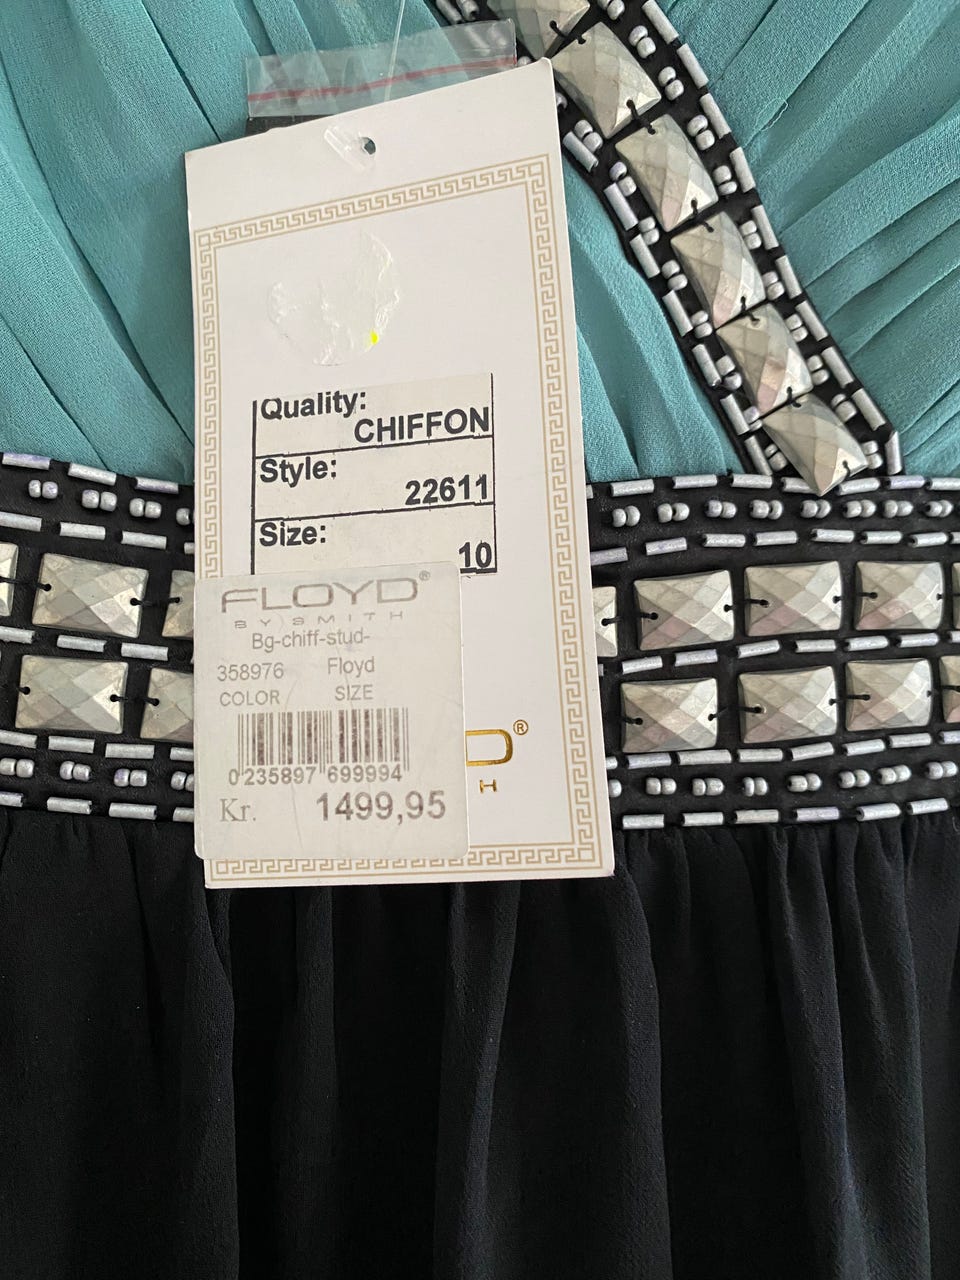 Quality:
CHIFFON
Style:
22611
Size:
10
FLOYD®
BY SMITH
Bg-chiff-stud-
358976 Floyd
COLOR SIZE
0 235897 699994
Kr. 1499,95
D®
H